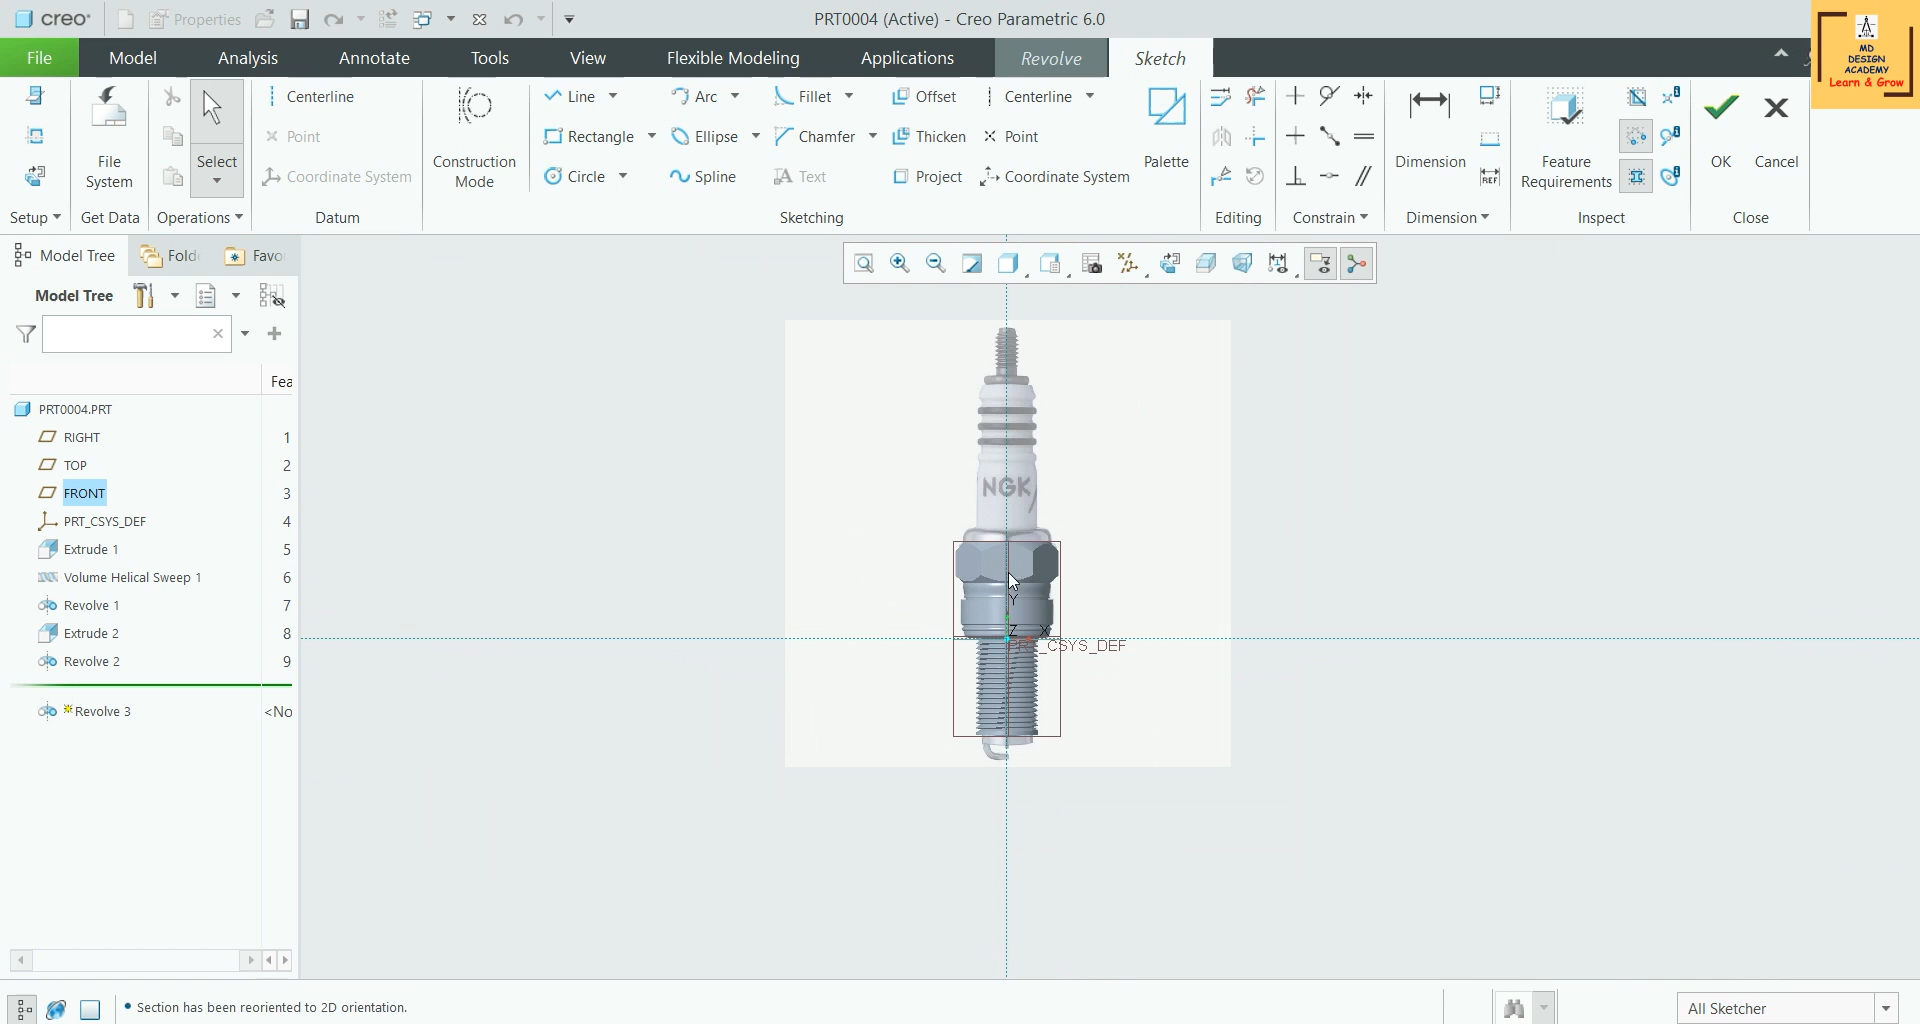 creo
Properties
PRT0004 (Active) - Creo Parametric 6.0
MD
DESIGN
ACADEMY
Learn & Grow
File Model Analysis Annotate Tools View Flexible Modeling Applications Revolve Sketch
Centerline Line Arc Fillet Offset Centerline
Point Rectangle Ellipse Chamfer Thicken Point
Coordinate System Circle Spline Text Project Coordinate System
File
System
Select
Construction
Mode
Palette
Dimension
Feature
Requirements
OK Cancel
Setup Get Data Operations Datum Sketching Editing Constrain Dimension Inspect Close
REF
Model Tree Fold Favo
Model Tree
Fea
PRT0004.PRT
RIGHT 1
TOP 2
FRONT 3
PRT_CSYS_DEF 4
Extrude 1 5
Volume Helical Sweep 1 6
Revolve 1 7
Extrude 2 8
Revolve 2 9
Revolve 3 <No
NGK
Y
Z X
PRT_CSYS_DEF
Section has been reoriented to 2D orientation.
All Sketcher